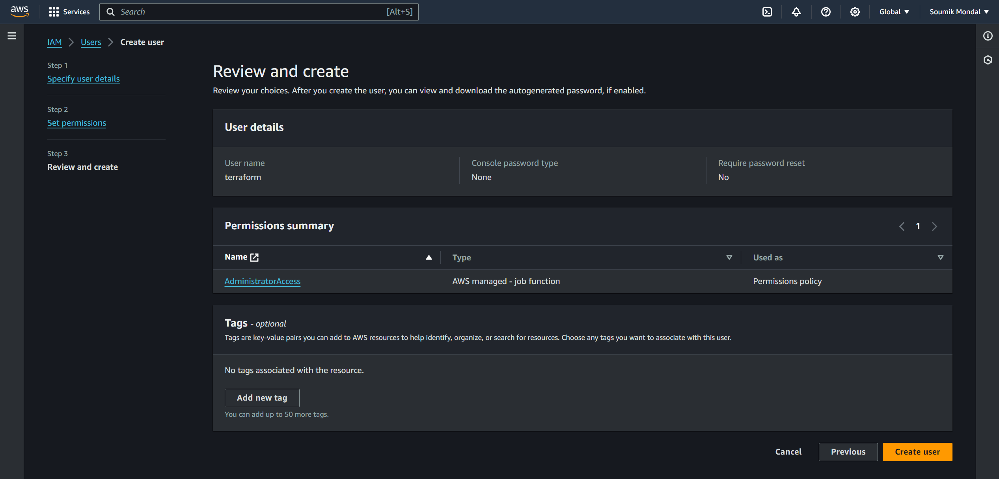 aws
Services
Search [Alt+S]
Global
Soumik Mondal
IAM > Users > Create user
Step 1
Specify user details
Step 2
Set permissions
Step 3
Review and create
Review and create
Review your choices. After you create the user, you can view and download the autogenerated password, if enabled.
User details
User name
terraform
Console password type
None
Require password reset
No
Permissions summary
1
Name Type Used as
AdministratorAccess AWS managed - job function Permissions policy
Tags - optional
Tags are key-value pairs you can add to AWS resources to help identify, organize, or search for resources. Choose any tags you want to associate with this user.
No tags associated with the resource.
Add new tag
You can add up to 50 more tags.
Cancel Previous Create user